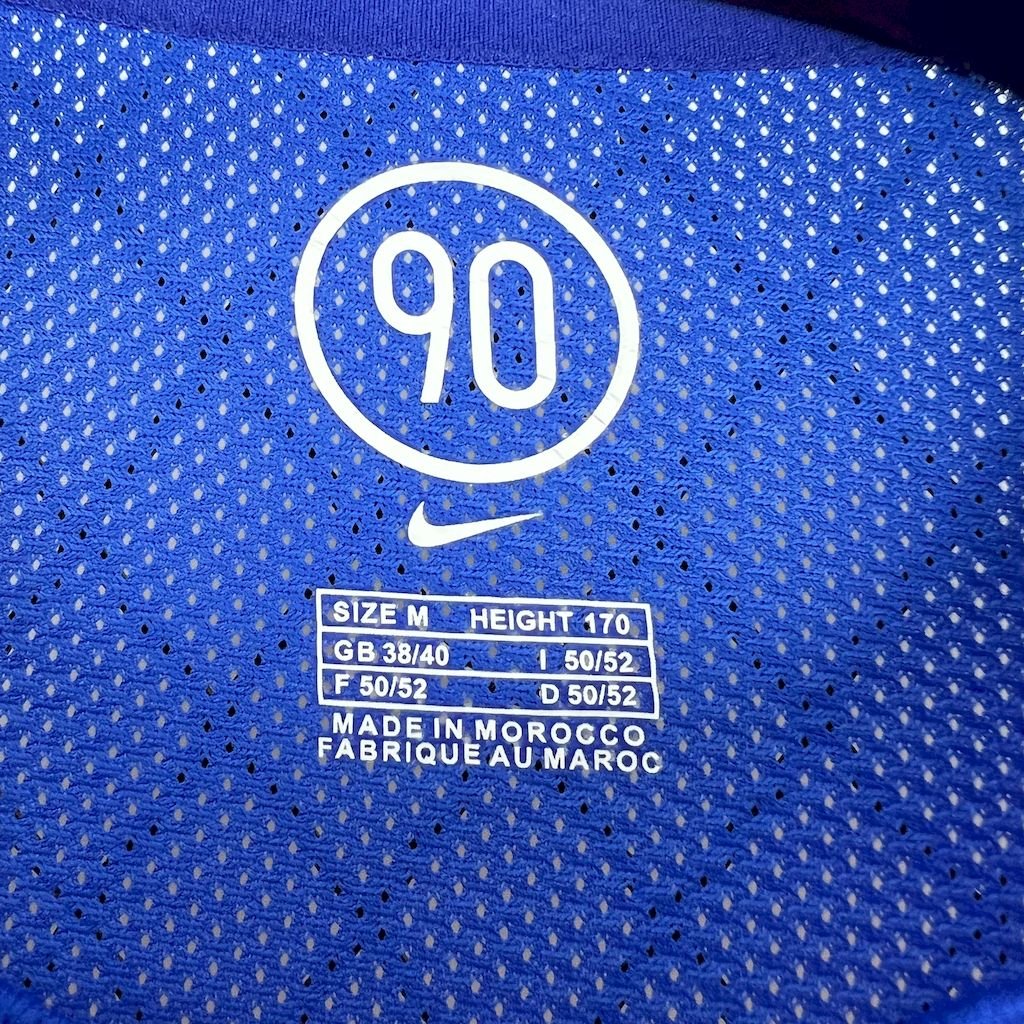 90
SIZE M HEIGHT 170
GB 38/40 I 50/52
F 50/52 D 50/52
MADE IN MOROCCO
FABRIQUE AU MAROC